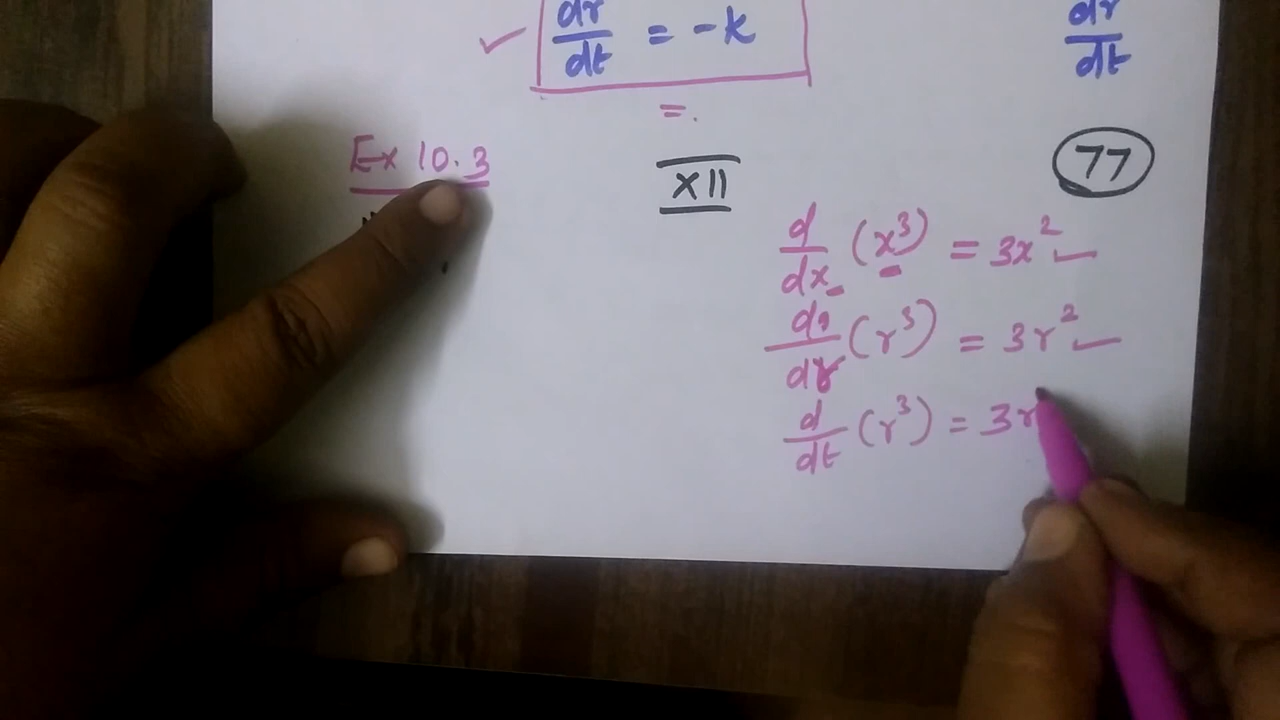 dr/dt = -k
dr/dt
=.
Ex 10.3
XII
77
d/dx (x³) = 3x²
d/dr (r³) = 3r²
d/dt (r³) = 3r